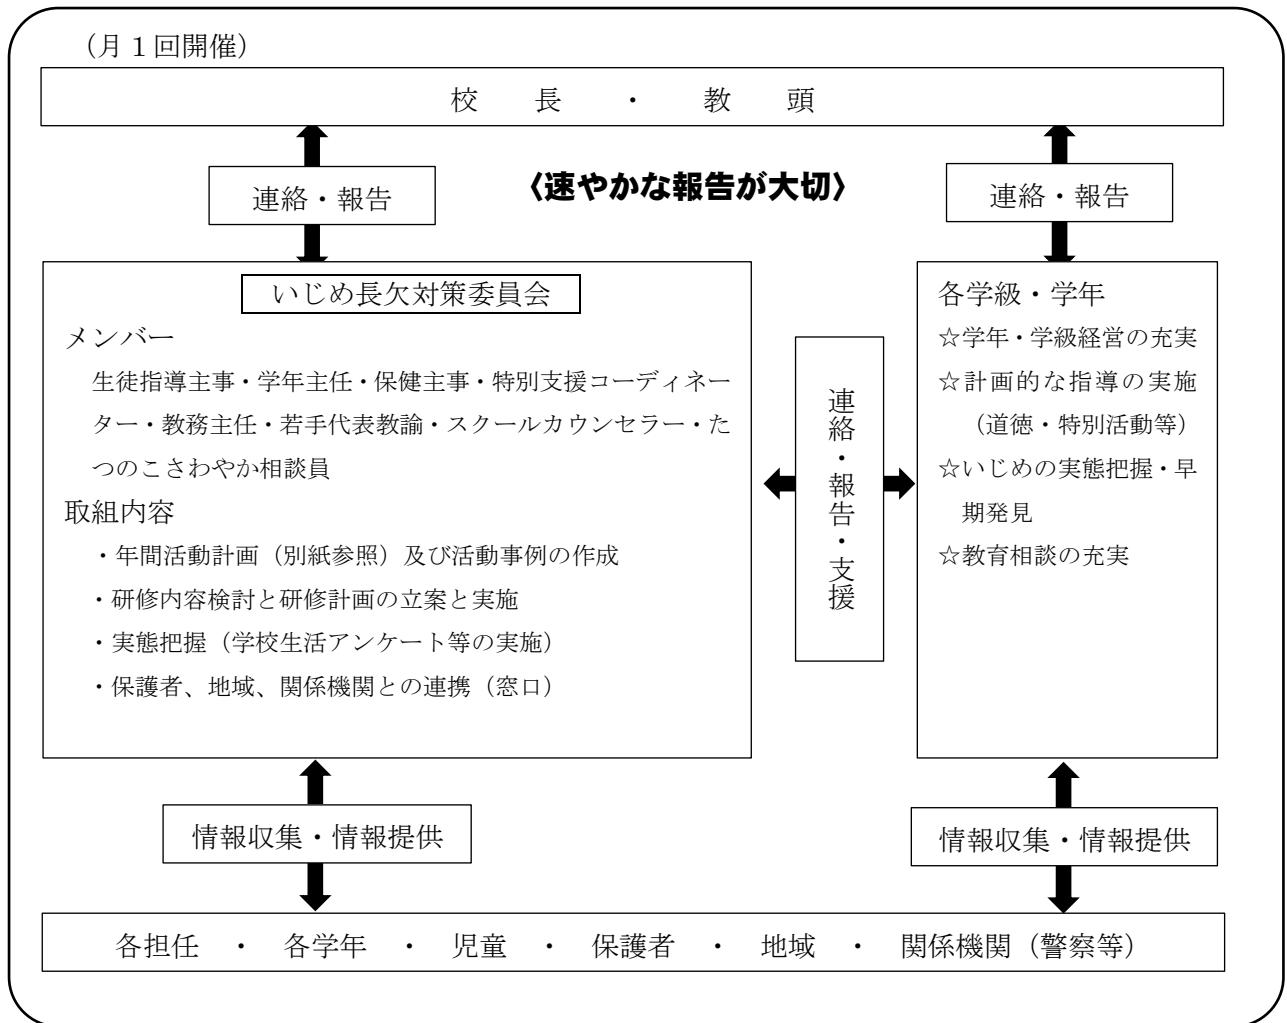 （月１回開催）
校　長　・　教　頭
連絡・報告
〈速やかな報告が大切〉
連絡・報告
いじめ長欠対策委員会
メンバー
生徒指導主事・学年主任・保健主事・特別支援コーディネー
ター・教務主任・若手代表教諭・スクールカウンセラー・た
つのこさわやか相談員
取組内容
・年間活動計画（別紙参照）及び活動事例の作成
・研修内容検討と研修計画の立案と実施
・実態把握（学校生活アンケート等の実施）
・保護者、地域、関係機関との連携（窓口）
連絡・報告・支援
各学級・学年
☆学年・学級経営の充実
☆計画的な指導の実施
（道徳・特別活動等）
☆いじめの実態把握・早
期発見
☆教育相談の充実
情報収集・情報提供
情報収集・情報提供
各担任　・　各学年　・　児童　・　保護者　・　地域　・　関係機関（警察等）